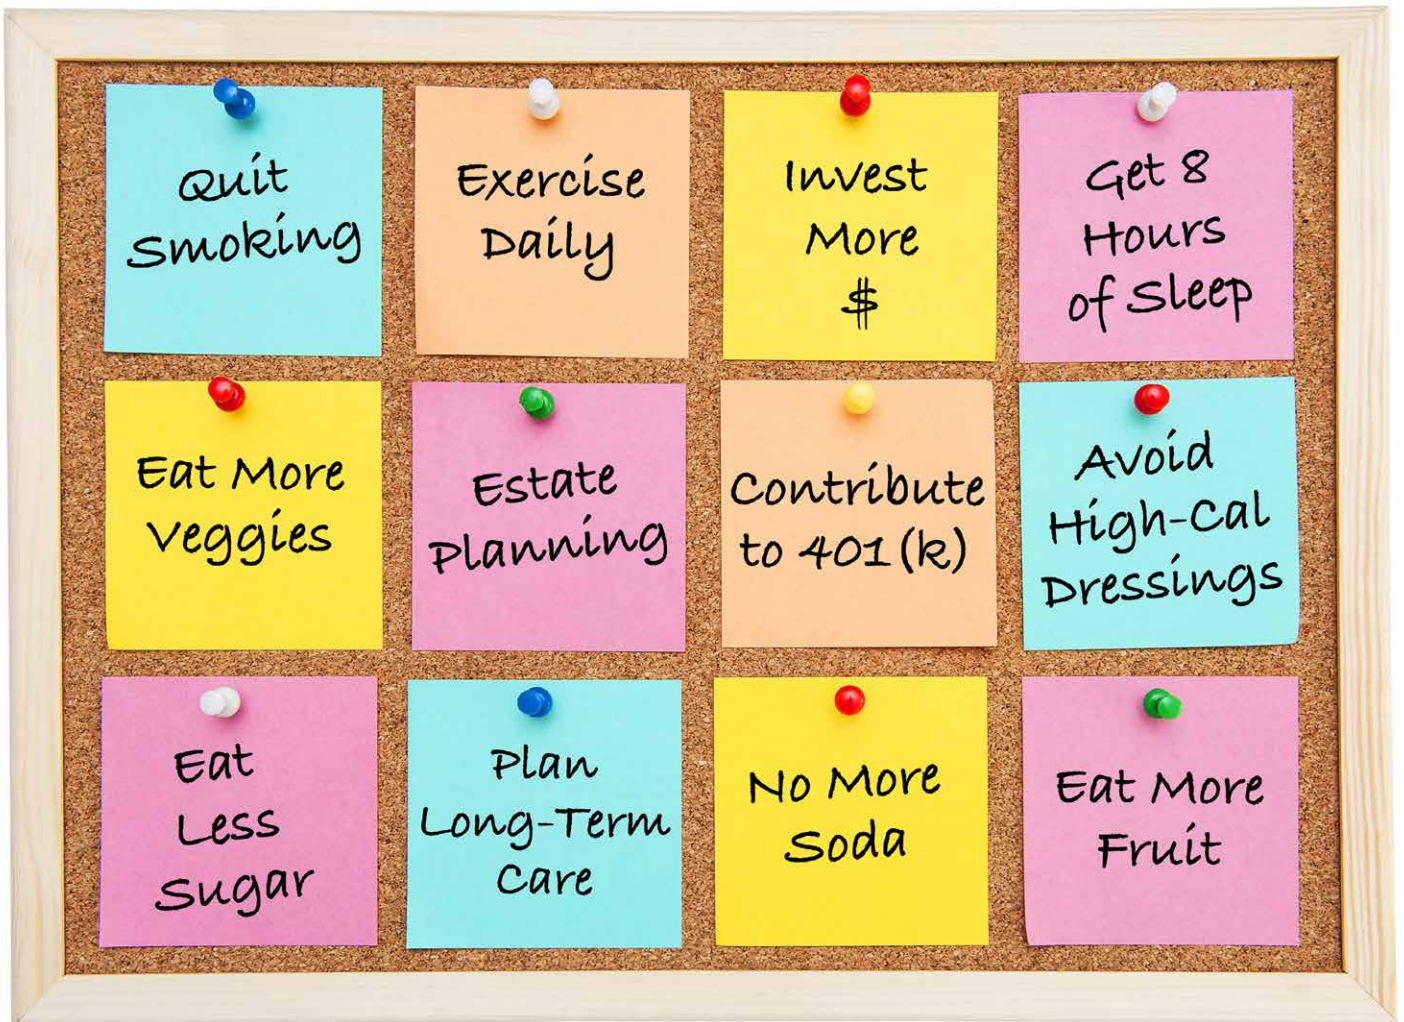 Quit
Smoking
Exercise
Daily
Invest
More
$
Get 8
Hours
of Sleep
Eat More
Veggies
Estate
Planning
Contribute
to 401(k)
Avoid
High-Cal
Dressings
Eat
Less
Sugar
Plan
Long-Term
Care
No More
Soda
Eat More
Fruit